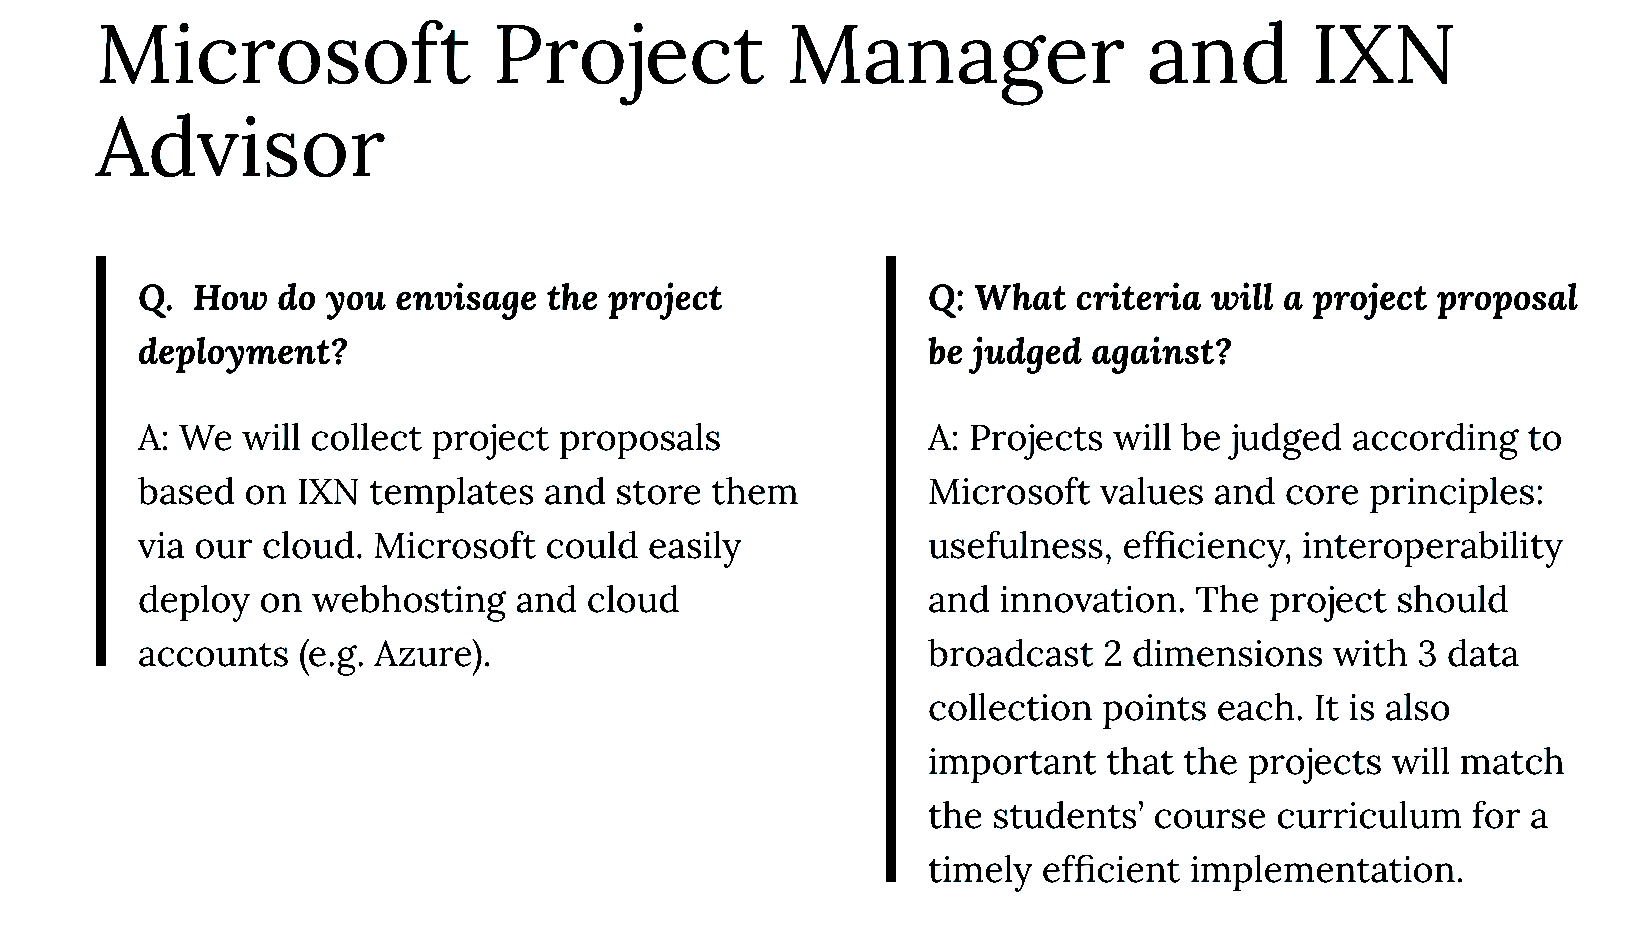 Microsoft Project Manager and IXN
Advisor
Q.  How do you envisage the project
deployment?
A: We will collect project proposals
based on IXN templates and store them
via our cloud. Microsoft could easily
deploy on webhosting and cloud
accounts (e.g. Azure).
Q: What criteria will a project proposal
be judged against?
A: Projects will be judged according to
Microsoft values and core principles:
usefulness, efficiency, interoperability
and innovation. The project should
broadcast 2 dimensions with 3 data
collection points each. It is also
important that the projects will match
the students’ course curriculum for a
timely efficient implementation.